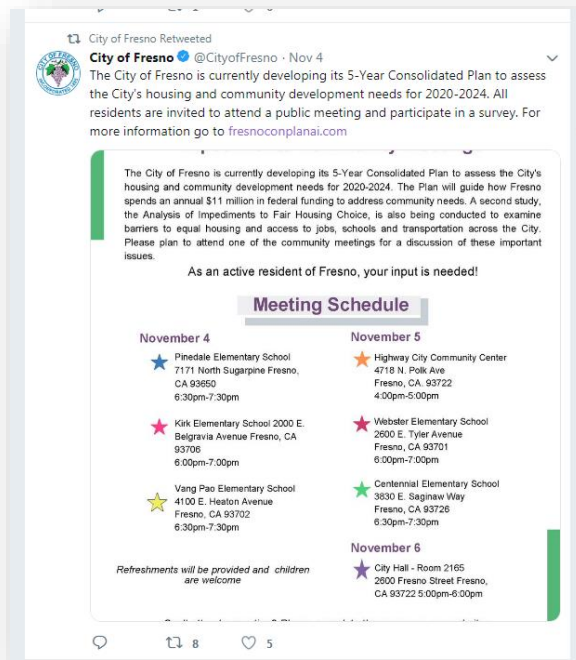 City of Fresno Retweeted
City of Fresno @CityofFresno · Nov 4
The City of Fresno is currently developing its 5-Year Consolidated Plan to assess
the City's housing and community development needs for 2020-2024. All
residents are invited to attend a public meeting and participate in a survey. For
more information go to fresnoconplanai.com
The City of Fresno is currently developing its 5-Year Consolidated Plan to assess the City's
housing and community development needs for 2020-2024. The Plan will guide how Fresno
spends an annual $11 million in federal funding to address community needs. A second study,
the Analysis of Impediments to Fair Housing Choice, is also being conducted to examine
barriers to equal housing and access to jobs, schools and transportation across the City.
Please plan to attend one of the community meetings for a discussion of these important
issues.
As an active resident of Fresno, your input is needed!
Meeting Schedule
November 4
Pinedale Elementary School
7171 North Sugarpine Fresno,
CA 93650
6:30pm-7:30pm
Kirk Elementary School 2000 E.
Belgravia Avenue Fresno, CA
93706
6:00pm-7:00pm
Vang Pao Elementary School
4100 E. Heaton Avenue
Fresno, CA 93702
6:30pm-7:30pm
Refreshments will be provided and children
are welcome
November 5
Highway City Community Center
4718 N. Polk Ave
Fresno, CA. 93722
4:00pm-5:00pm
Webster Elementary School
2600 E. Tyler Avenue
Fresno, CA 93701
6:00pm-7:00pm
Centennial Elementary School
3830 E. Saginaw Way
Fresno, CA 93726
6:30pm-7:30pm
November 6
City Hall - Room 2165
2600 Fresno Street Fresno,
CA 93722 5:00pm-6:00pm
8
5